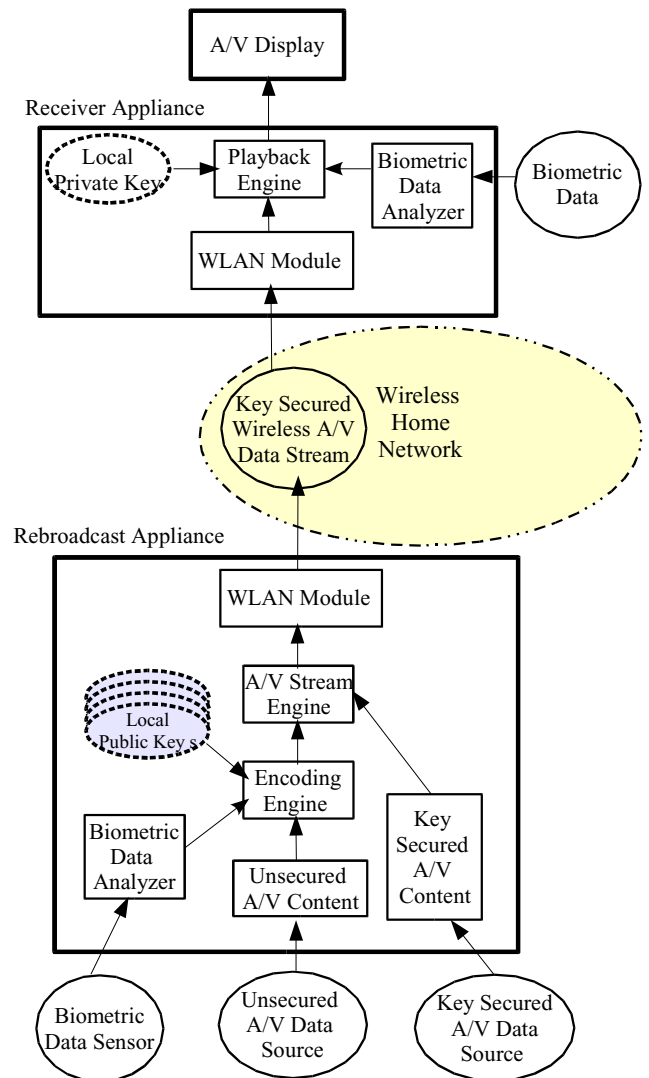 A/V Display
Receiver Appliance
Local
Private Key
Playback
Engine
Biometric
Data
Analyzer
Biometric
Data
WLAN Module
Key Secured
Wireless A/V
Data Stream
Wireless
Home
Network
Rebroadcast Appliance
WLAN Module
A/V Stream
Engine
Local
Public Key s
Encoding
Engine
Biometric
Data
Analyzer
Unsecured
A/V Content
Key
Secured
A/V
Content
Biometric
Data Sensor
Unsecured
A/V Data
Source
Key Secured
A/V Data
Source